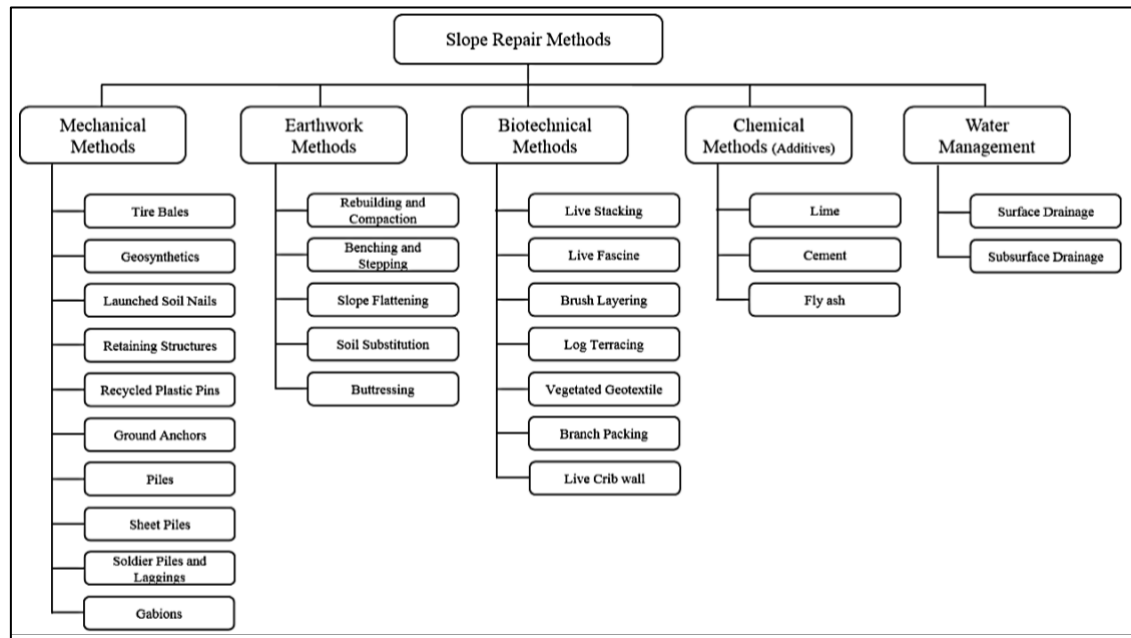 Slope Repair Methods
Mechanical
Methods
Earthwork
Methods
Biotechnical
Methods
Chemical
Methods (Additives)
Water
Management
Tire Bales
Geosynthetics
Launched Soil Nails
Retaining Structures
Recycled Plastic Pins
Ground Anchors
Piles
Sheet Piles
Soldier Piles and
Laggings
Gabions
Rebuilding and
Compaction
Benching and
Stepping
Slope Flattening
Soil Substitution
Buttressing
Live Stacking
Live Fascine
Brush Layering
Log Terracing
Vegetated Geotextile
Branch Packing
Live Crib wall
Lime
Cement
Fly ash
Surface Drainage
Subsurface Drainage